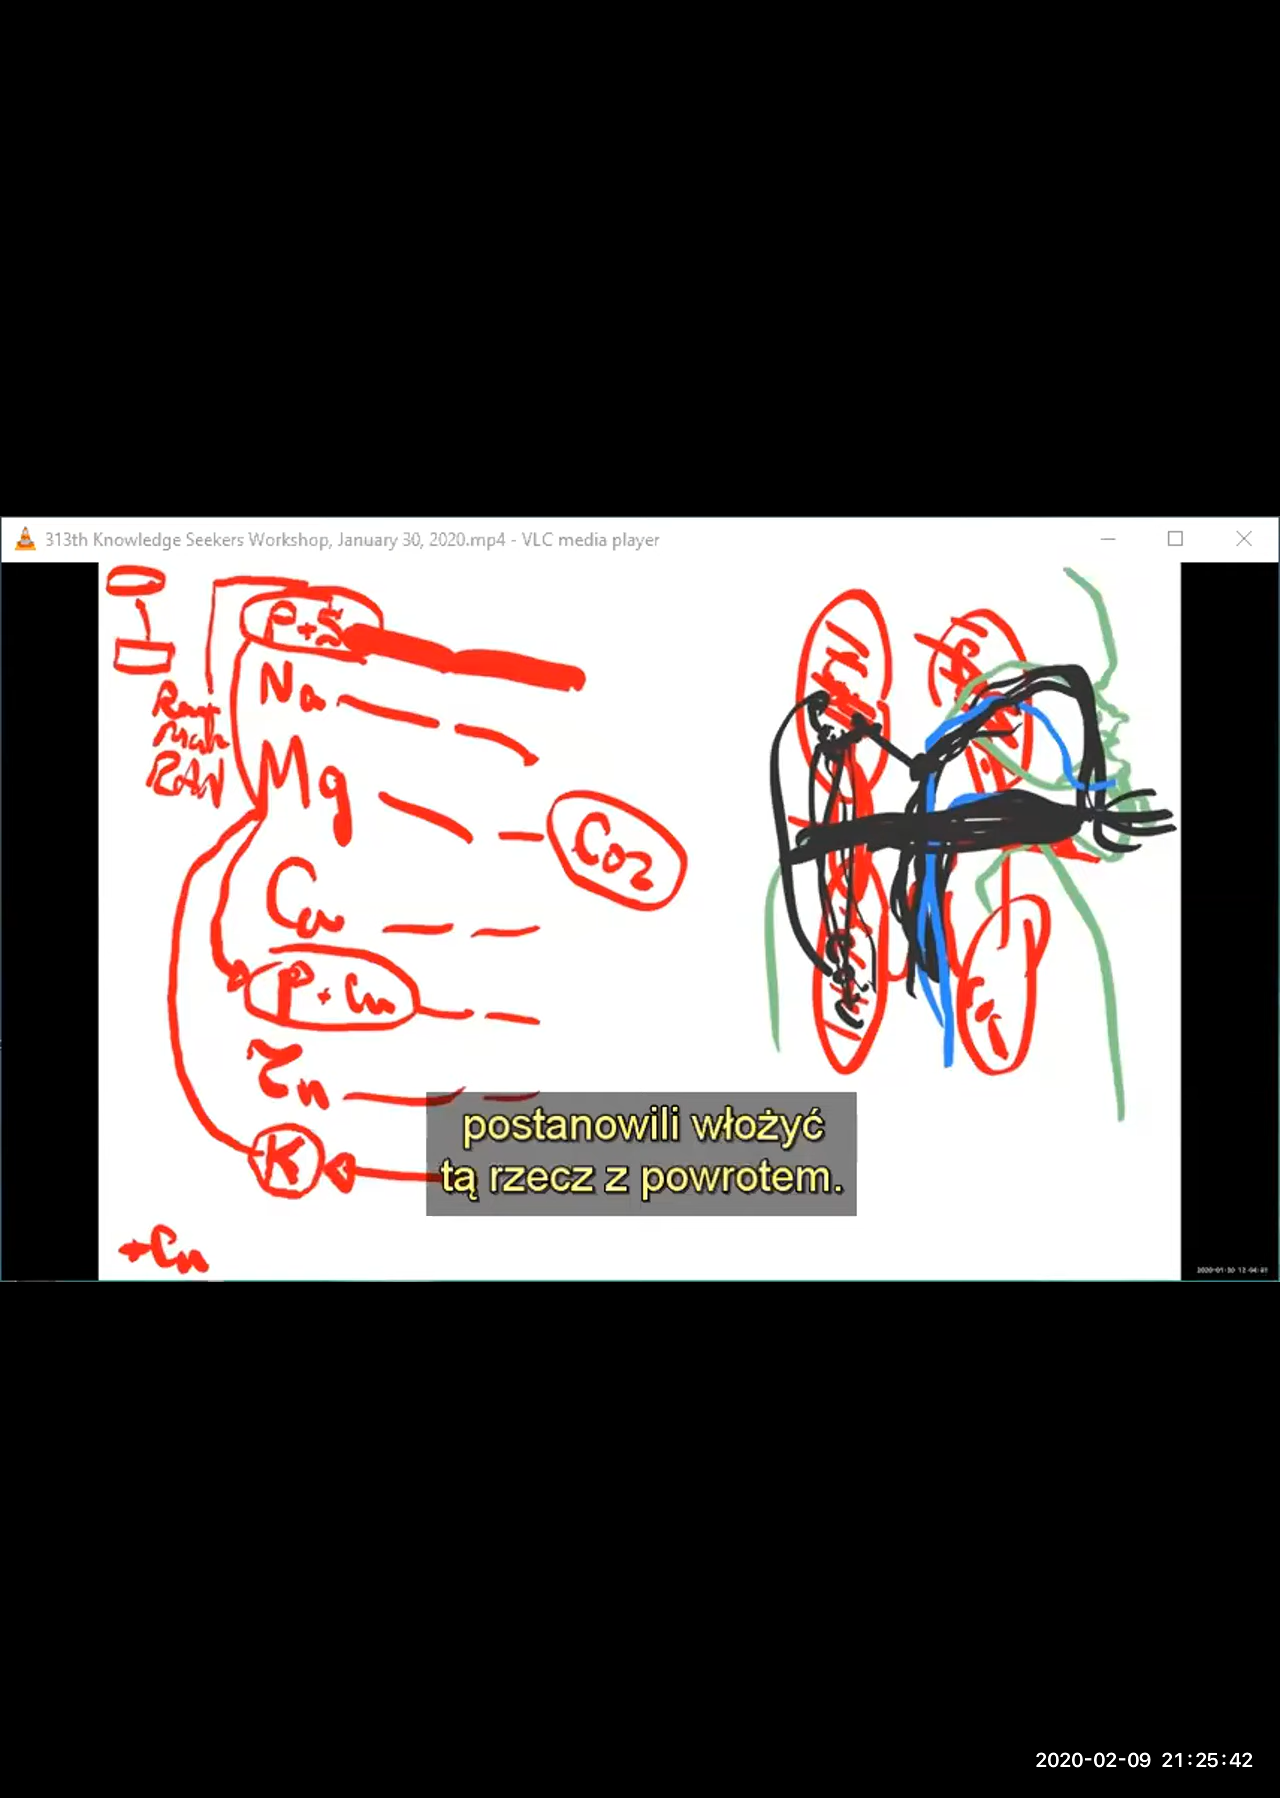 313th Knowledge Seekers Workshop, January 30, 2020.mp4 - VLC media player
P+S
Na
Mg
CO2
Ca
P+Cu
Zn
K
+Cu
postanowili włożyć
tą rzecz z powrotem.
2020-02-09 21:25:42